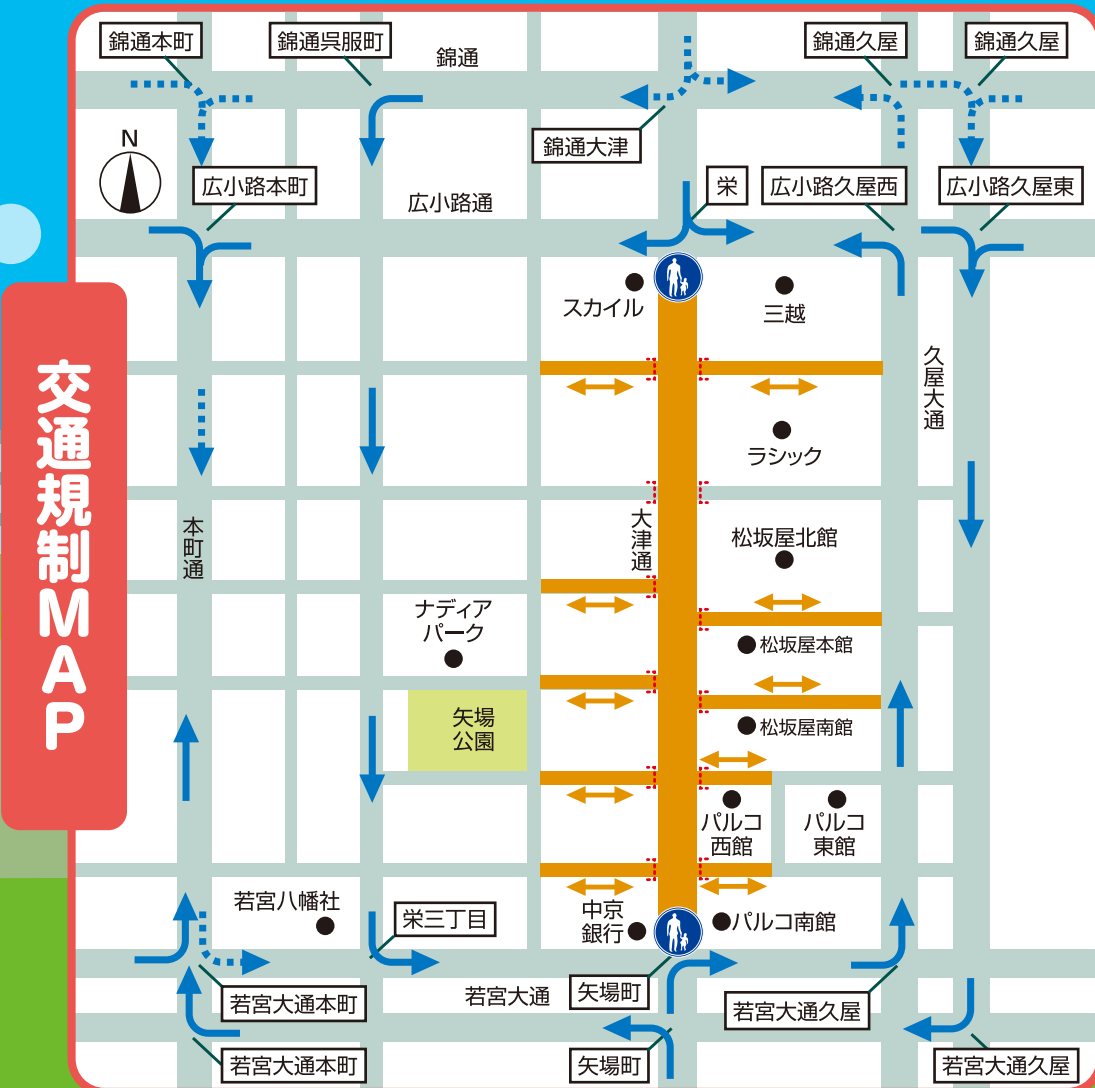 交通規制MAP
錦通本町
錦通呉服町
錦通
錦通久屋
錦通久屋
錦通大津
N
広小路本町
広小路通
栄
広小路久屋西
広小路久屋東
スカイル
三越
久屋大通
ラシック
本町通
大津通
松坂屋北館
ナディア
パーク
松坂屋本館
矢場
公園
松坂屋南館
パルコ
西館
パルコ
東館
若宮八幡社
栄三丁目
中京
銀行
パルコ南館
若宮大通本町
若宮大通
矢場町
若宮大通久屋
若宮大通本町
矢場町
若宮大通久屋